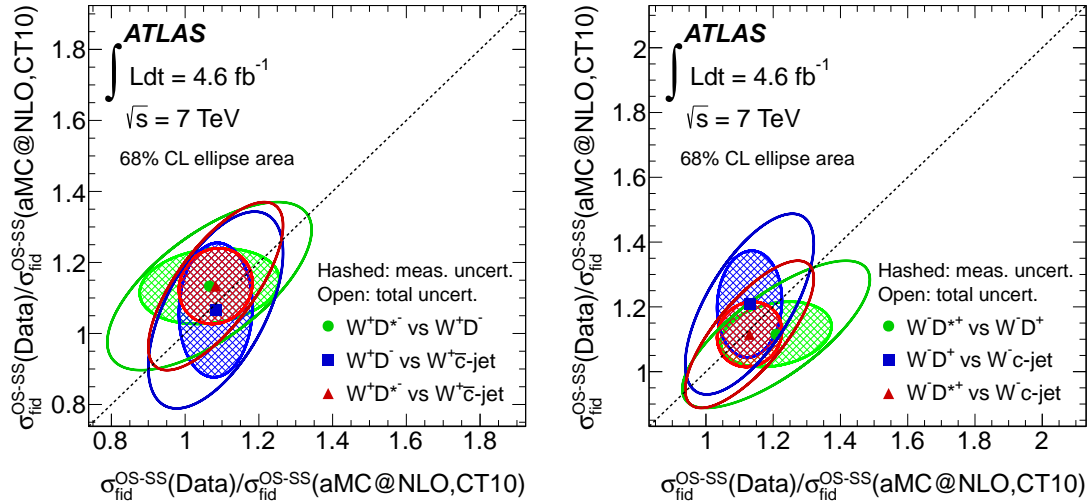 ATLAS
∫ Ldt = 4.6 fb⁻¹
√s = 7 TeV
68% CL ellipse area
Hashed: meas. uncert.
Open: total uncert.
W⁺D*⁻ vs W⁺D⁻
W⁺D⁻ vs W⁺c̅-jet
W⁺D*⁻ vs W⁺c̅-jet
1.8
1.6
1.4
1.2
1
0.8
0.8 1 1.2 1.4 1.6 1.8
σ_fid^OS-SS(Data)/σ_fid^OS-SS(aMC@NLO,CT10)
σ_fid^OS-SS(Data)/σ_fid^OS-SS(aMC@NLO,CT10)
ATLAS
∫ Ldt = 4.6 fb⁻¹
√s = 7 TeV
68% CL ellipse area
Hashed: meas. uncert.
Open: total uncert.
W⁻D*⁺ vs W⁻D⁺
W⁻D⁺ vs W⁻c-jet
W⁻D*⁺ vs W⁻c-jet
2
1.8
1.6
1.4
1.2
1
1 1.2 1.4 1.6 1.8 2
σ_fid^OS-SS(Data)/σ_fid^OS-SS(aMC@NLO,CT10)
σ_fid^OS-SS(Data)/σ_fid^OS-SS(aMC@NLO,CT10)